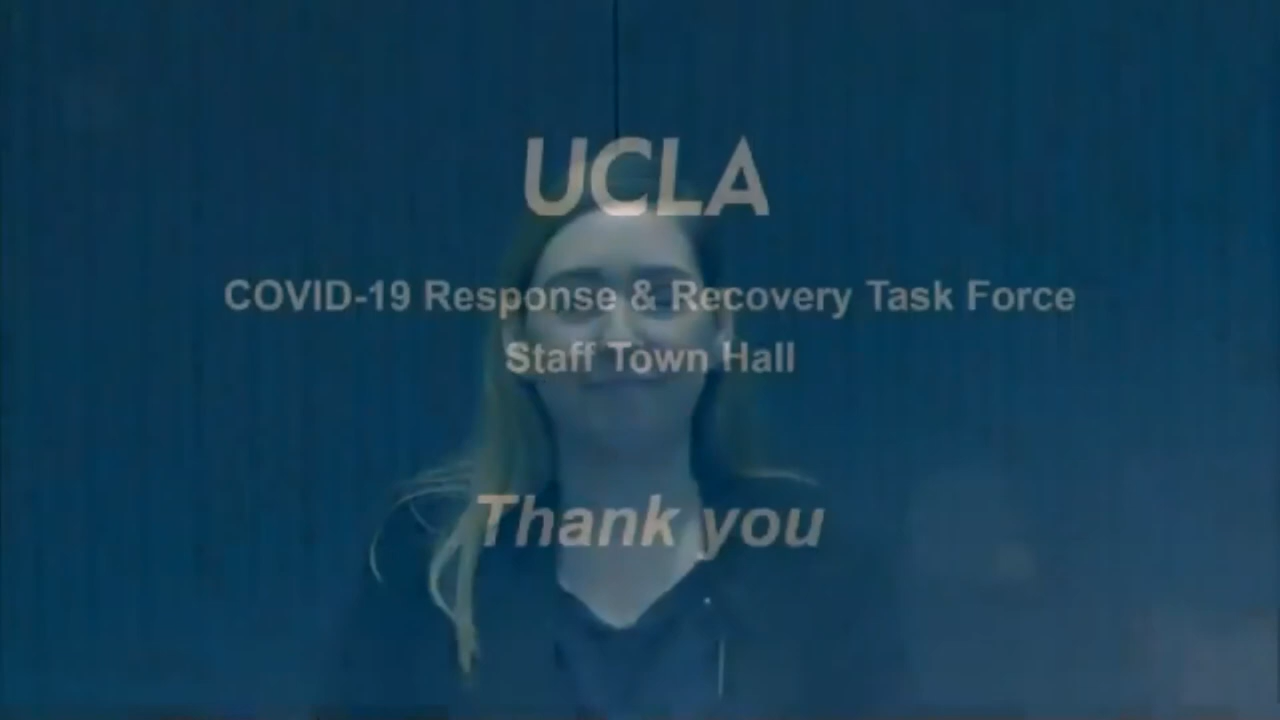 UCLA
COVID-19 Response & Recovery Task Force
Staff Town Hall
Thank you